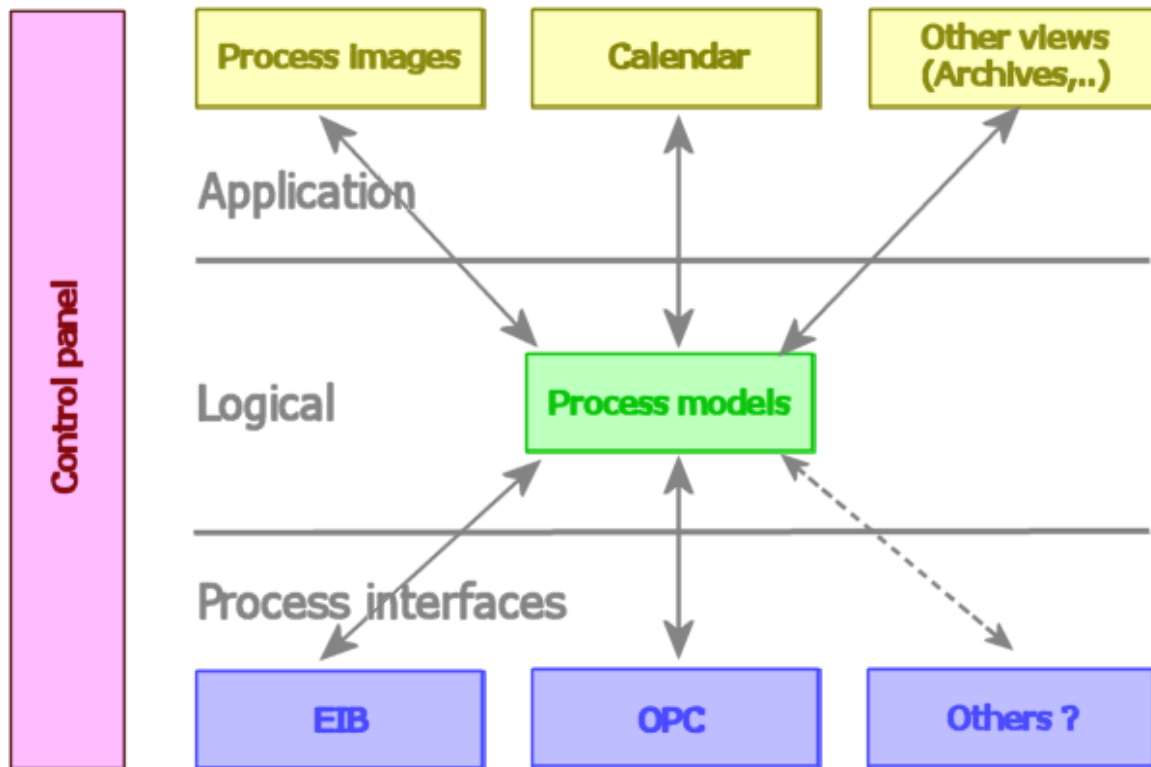 Control panel
Process Images
Calendar
Other views
(Archives,..)
Application
Logical
Process models
Process interfaces
EIB
OPC
Others ?